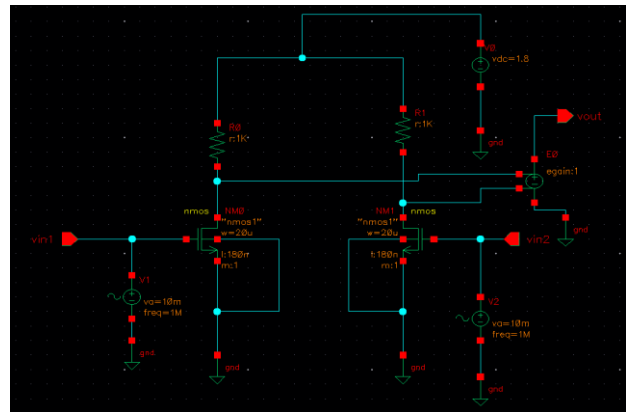 V0
vdc=1.8
R0
r:1K
R1
r:1K
vout
E0
egain:1
gnd
nmos
NM0
"nmos1"
w=20u
l:180n
m:1
NM1
nmos
"nmos1"
w=20u
l:180n
m:1
gnd
vin1
vin2
V1
va=10m
freq=1M
V2
va=10m
freq=1M
gnd
gnd
gnd
gnd